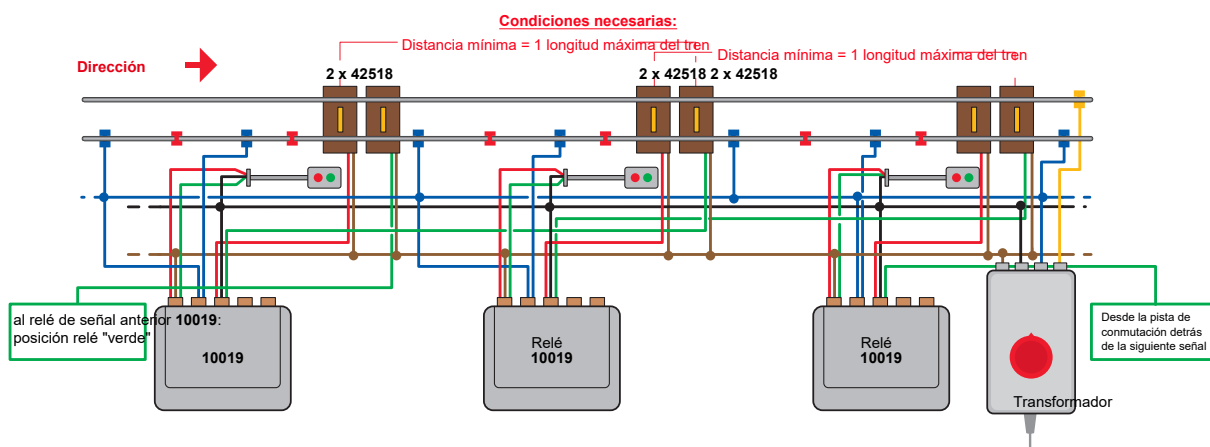 Condiciones necesarias:
Distancia mínima = 1 longitud máxima del tren
Distancia mínima = 1 longitud máxima del tren
Dirección
2 x 42518
2 x 42518 2 x 42518
al relé de señal anterior 10019:
posición relé "verde"
10019
Relé
10019
Relé
10019
Desde la pista de
conmutación detrás
de la siguiente señal
Transformador